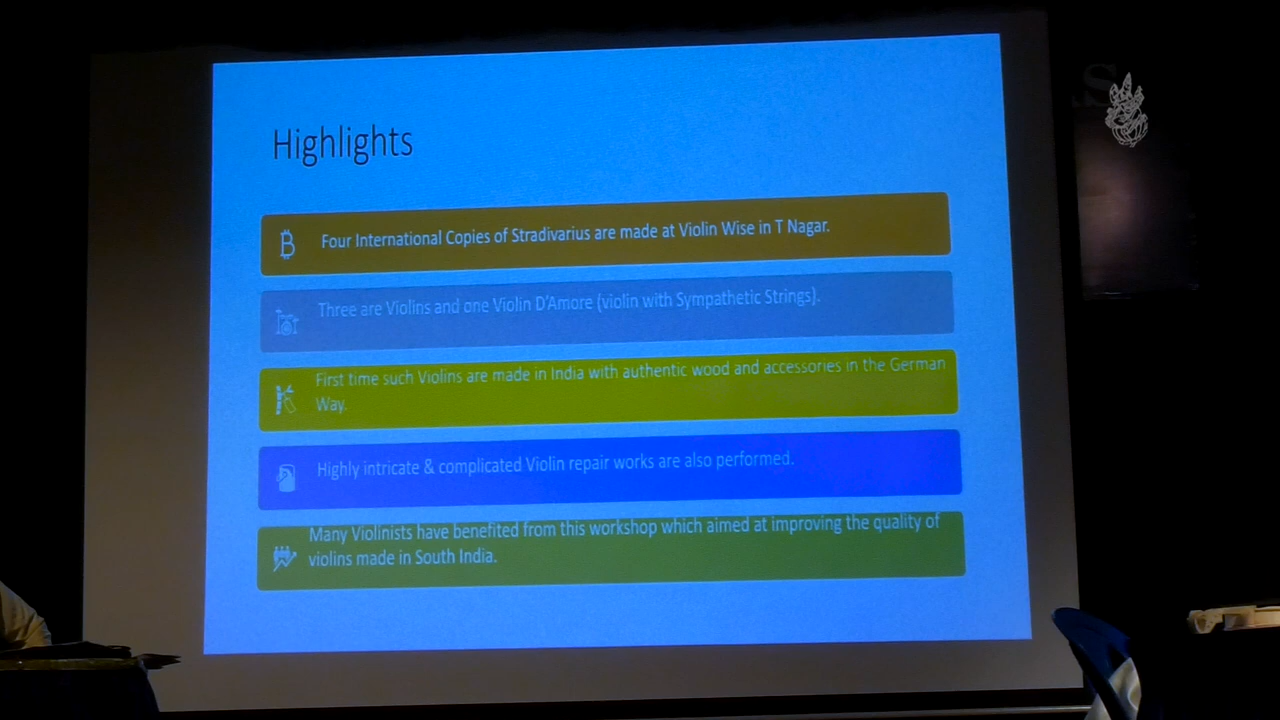 Highlights
Four International Copies of Stradivarius are made at Violin Wise in T Nagar.
Three are Violins and one Violin D'Amore (violin with Sympathetic Strings).
First time such Violins are made in India with authentic wood and accessories in the German
Way.
Highly intricate & complicated Violin repair works are also performed.
Many Violinists have benefited from this workshop which aimed at improving the quality of
violins made in South India.